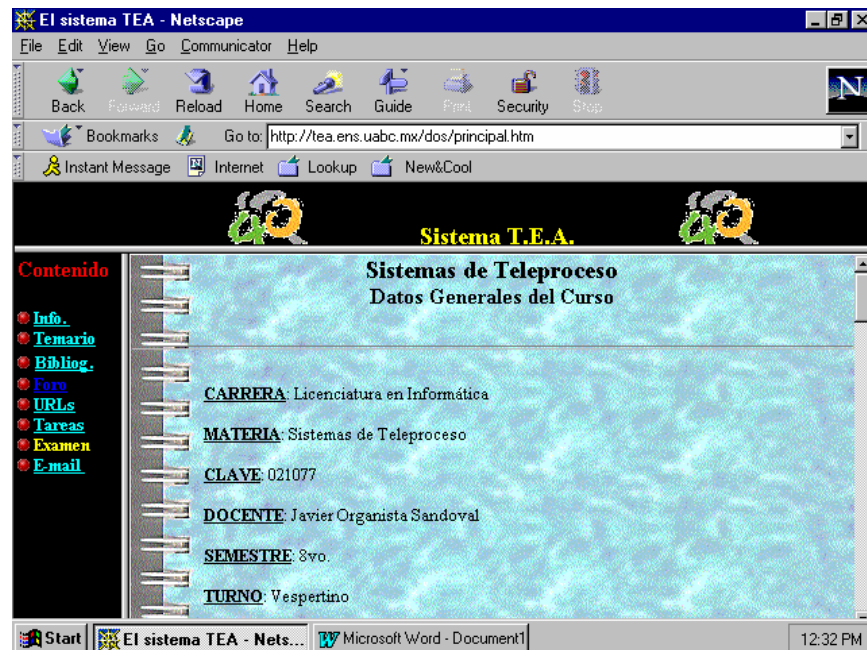 El sistema TEA - Netscape
File Edit View Go Communicator Help
Back Forward Reload Home Search Guide Print Security Stop
Bookmarks Go to: http://tea.ens.uabc.mx/dos/principal.htm
Instant Message Internet Lookup New&Cool
Sistema T.E.A.
Contenido
Info.
Temario
Bibliog.
Foro
URLs
Tareas
Examen
E-mail
Sistemas de Teleproceso
Datos Generales del Curso
CARRERA: Licenciatura en Informática
MATERIA: Sistemas de Teleproceso
CLAVE: 021077
DOCENTE: Javier Organista Sandoval
SEMESTRE: 8vo.
TURNO: Vespertino
Start El sistema TEA - Nets... Microsoft Word - Document1 12:32 PM